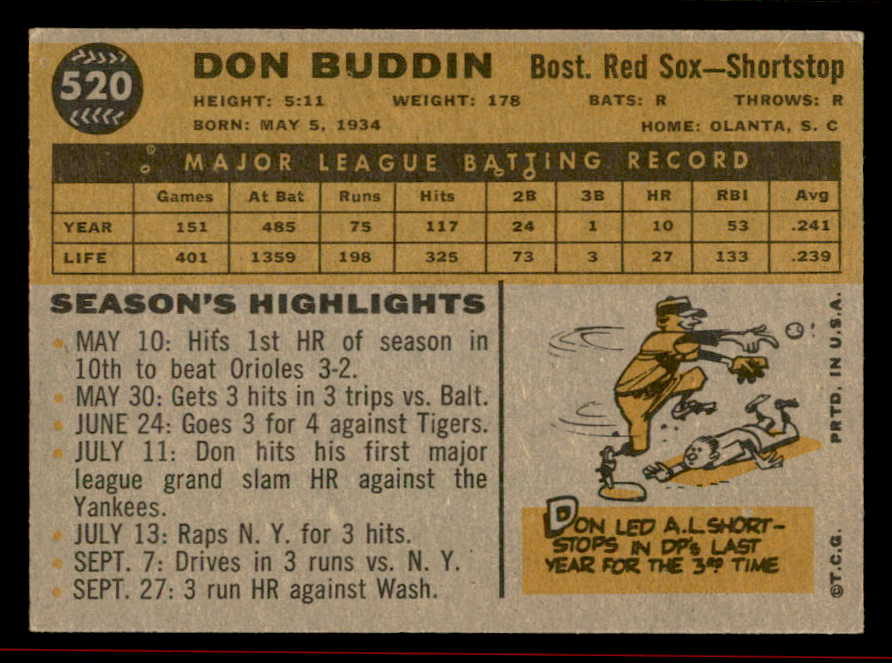 520
DON BUDDIN Bost. Red Sox—Shortstop
HEIGHT: 5:11 WEIGHT: 178 BATS: R THROWS: R
BORN: MAY 5, 1934 HOME: OLANTA, S. C
MAJOR LEAGUE BATTING RECORD
Games At Bat Runs Hits 2B 3B HR RBI Avg
YEAR 151 485 75 117 24 1 10 53 .241
LIFE 401 1359 198 325 73 3 27 133 .239
SEASON'S HIGHLIGHTS
• MAY 10: Hits 1st HR of season in
10th to beat Orioles 3-2.
• MAY 30: Gets 3 hits in 3 trips vs. Balt.
• JUNE 24: Goes 3 for 4 against Tigers.
• JULY 11: Don hits his first major
league grand slam HR against the
Yankees.
• JULY 13: Raps N. Y. for 3 hits.
• SEPT. 7: Drives in 3 runs vs. N. Y.
• SEPT. 27: 3 run HR against Wash.
DON LED A.L. SHORT-
STOPS IN DP's LAST
YEAR FOR THE 3RD TIME
©T.C.G. PRTD. IN U.S.A.